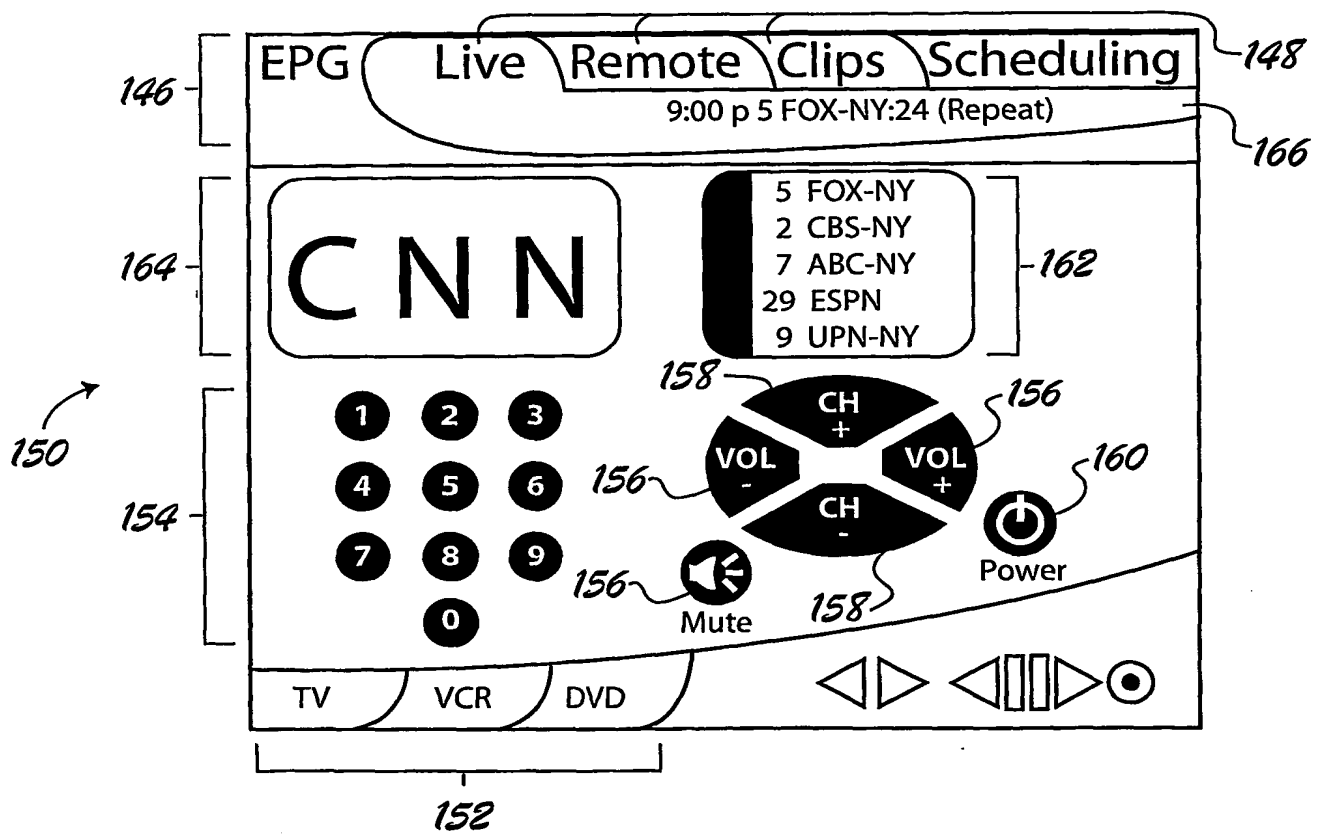 EPG Live Remote Clips Scheduling 148
146
9:00 p 5 FOX-NY:24 (Repeat)
166
5 FOX-NY
2 CBS-NY
164 CNN 7 ABC-NY 162
29 ESPN
9 UPN-NY
158 CH + 156
1 2 3
150
VOL - VOL + 160
156
4 5 6
154 CH -
7 8 9
156 Power
158
0 Mute
TV VCR DVD
152